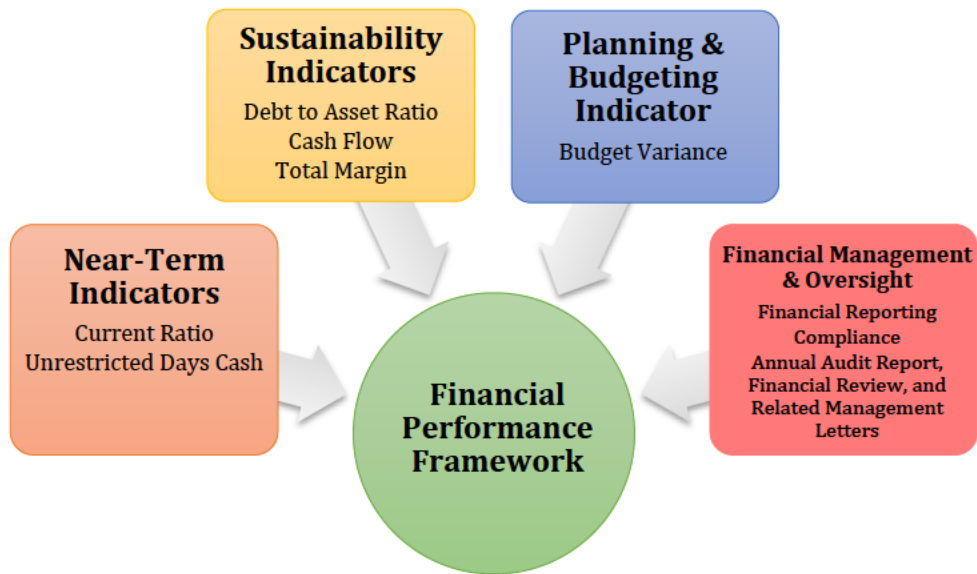 Sustainability
Indicators
Debt to Asset Ratio
Cash Flow
Total Margin
Planning &
Budgeting
Indicator
Budget Variance
Near-Term
Indicators
Current Ratio
Unrestricted Days Cash
Financial Management
& Oversight
Financial Reporting
Compliance
Annual Audit Report,
Financial Review, and
Related Management
Letters
Financial
Performance
Framework